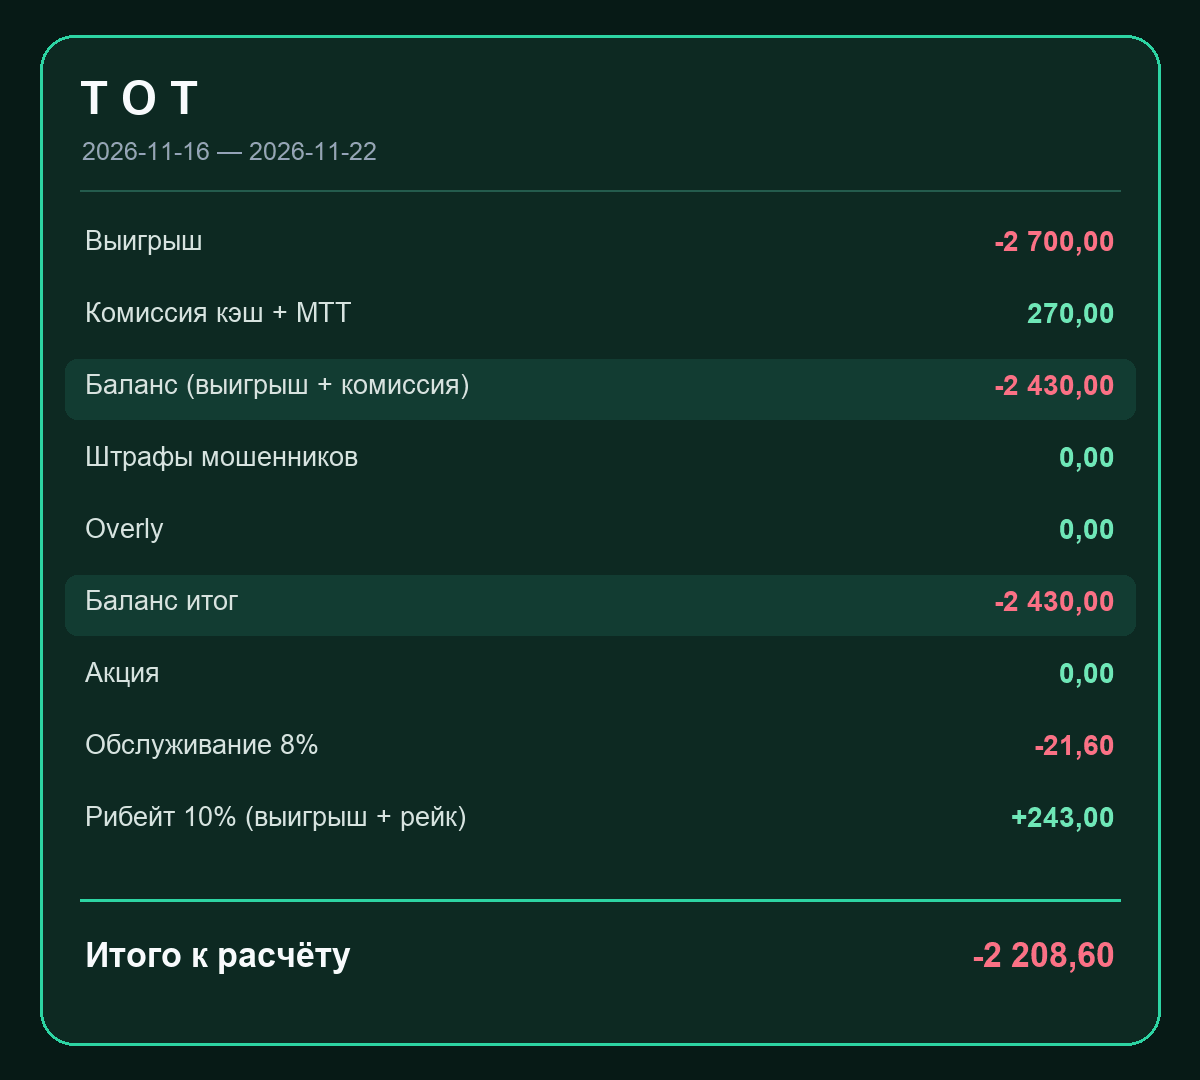 ТОТ
2026-11-16 — 2026-11-22
Выигрыш -2 700,00
Комиссия кэш + МТТ 270,00
Баланс (выигрыш + комиссия) -2 430,00
Штрафы мошенников 0,00
Overly 0,00
Баланс итог -2 430,00
Акция 0,00
Обслуживание 8% -21,60
Рибейт 10% (выигрыш + рейк) +243,00
Итого к расчёту -2 208,60